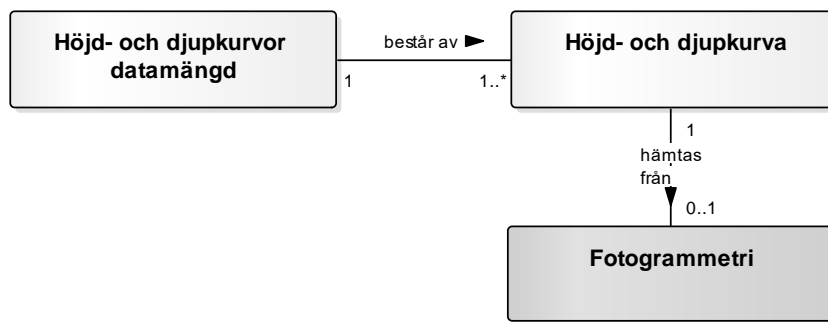 Höjd- och djupkurvor
datamängd
består av
1
1..*
Höjd- och djupkurva
1
hämtas
från
0..1
Fotogrammetri